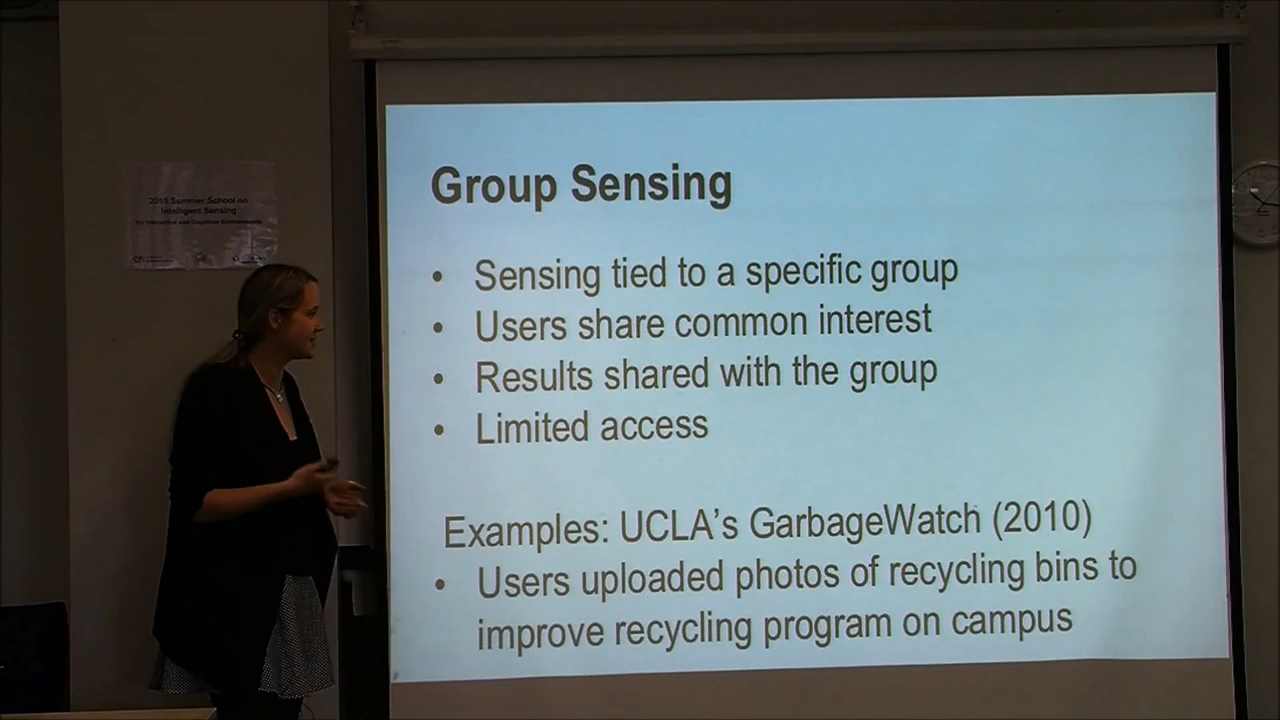 2015 Summer School on
Intelligent Sensing
Group Sensing
• Sensing tied to a specific group
• Users share common interest
• Results shared with the group
• Limited access
Examples: UCLA's GarbageWatch (2010)
• Users uploaded photos of recycling bins to
improve recycling program on campus